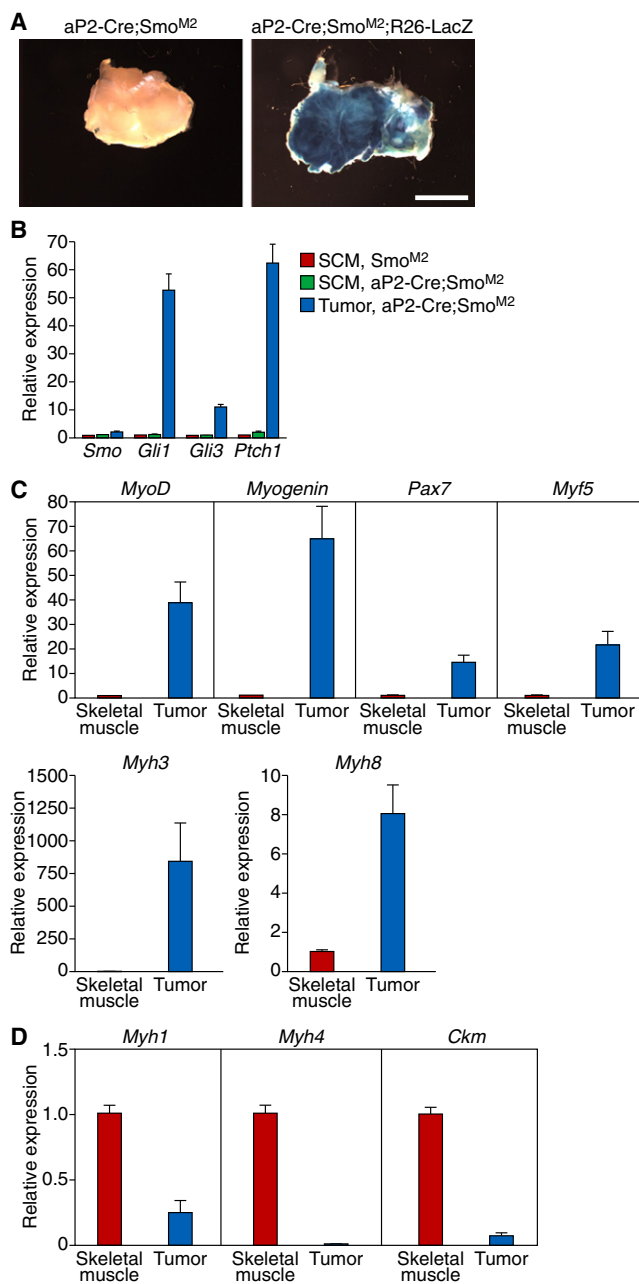 A
aP2-Cre;SmoM2
aP2-Cre;SmoM2;R26-LacZ
B
Relative expression
70
60
50
40
30
20
10
0
Smo
Gli1
Gli3
Ptch1
SCM, SmoM2
SCM, aP2-Cre;SmoM2
Tumor, aP2-Cre;SmoM2
C
MyoD
Myogenin
Pax7
Myf5
Relative expression
80
70
60
50
40
30
20
10
0
Skeletal muscle
Tumor
Skeletal muscle
Tumor
Skeletal muscle
Tumor
Skeletal muscle
Tumor
Myh3
Relative expression
1500
1250
1000
750
500
250
0
Skeletal muscle
Tumor
Myh8
Relative expression
10
8
6
4
2
0
Skeletal muscle
Tumor
D
Myh1
Myh4
Ckm
Relative expression
1.5
1.0
0.5
0
Skeletal muscle
Tumor
Skeletal muscle
Tumor
Skeletal muscle
Tumor